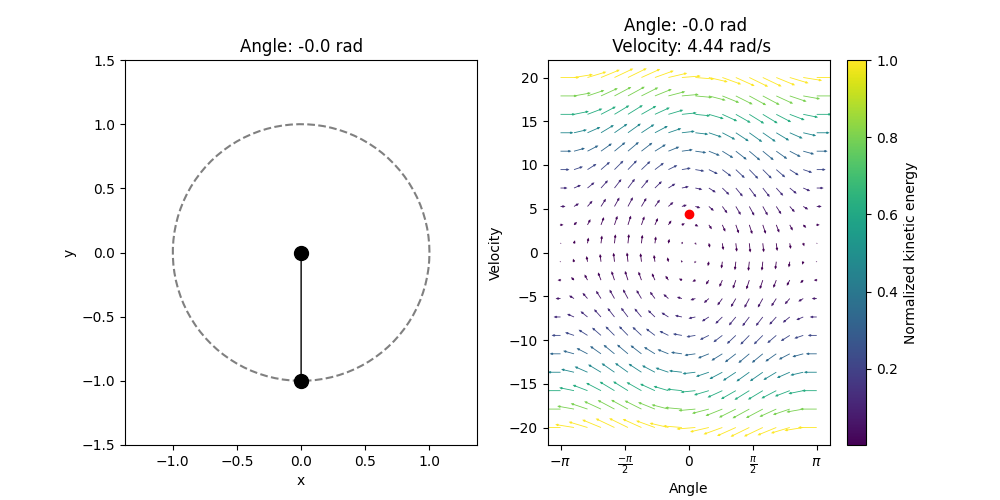 Angle: -0.0 rad
1.5
1.0
0.5
0.0
−0.5
−1.0
−1.5
y
−1.0
−0.5
0.0
0.5
1.0
x
Angle: -0.0 rad
Velocity: 4.44 rad/s
20
15
10
5
0
−5
−10
−15
−20
Velocity
−π
−π/2
0
π/2
π
Angle
1.0
0.8
0.6
0.4
0.2
Normalized kinetic energy